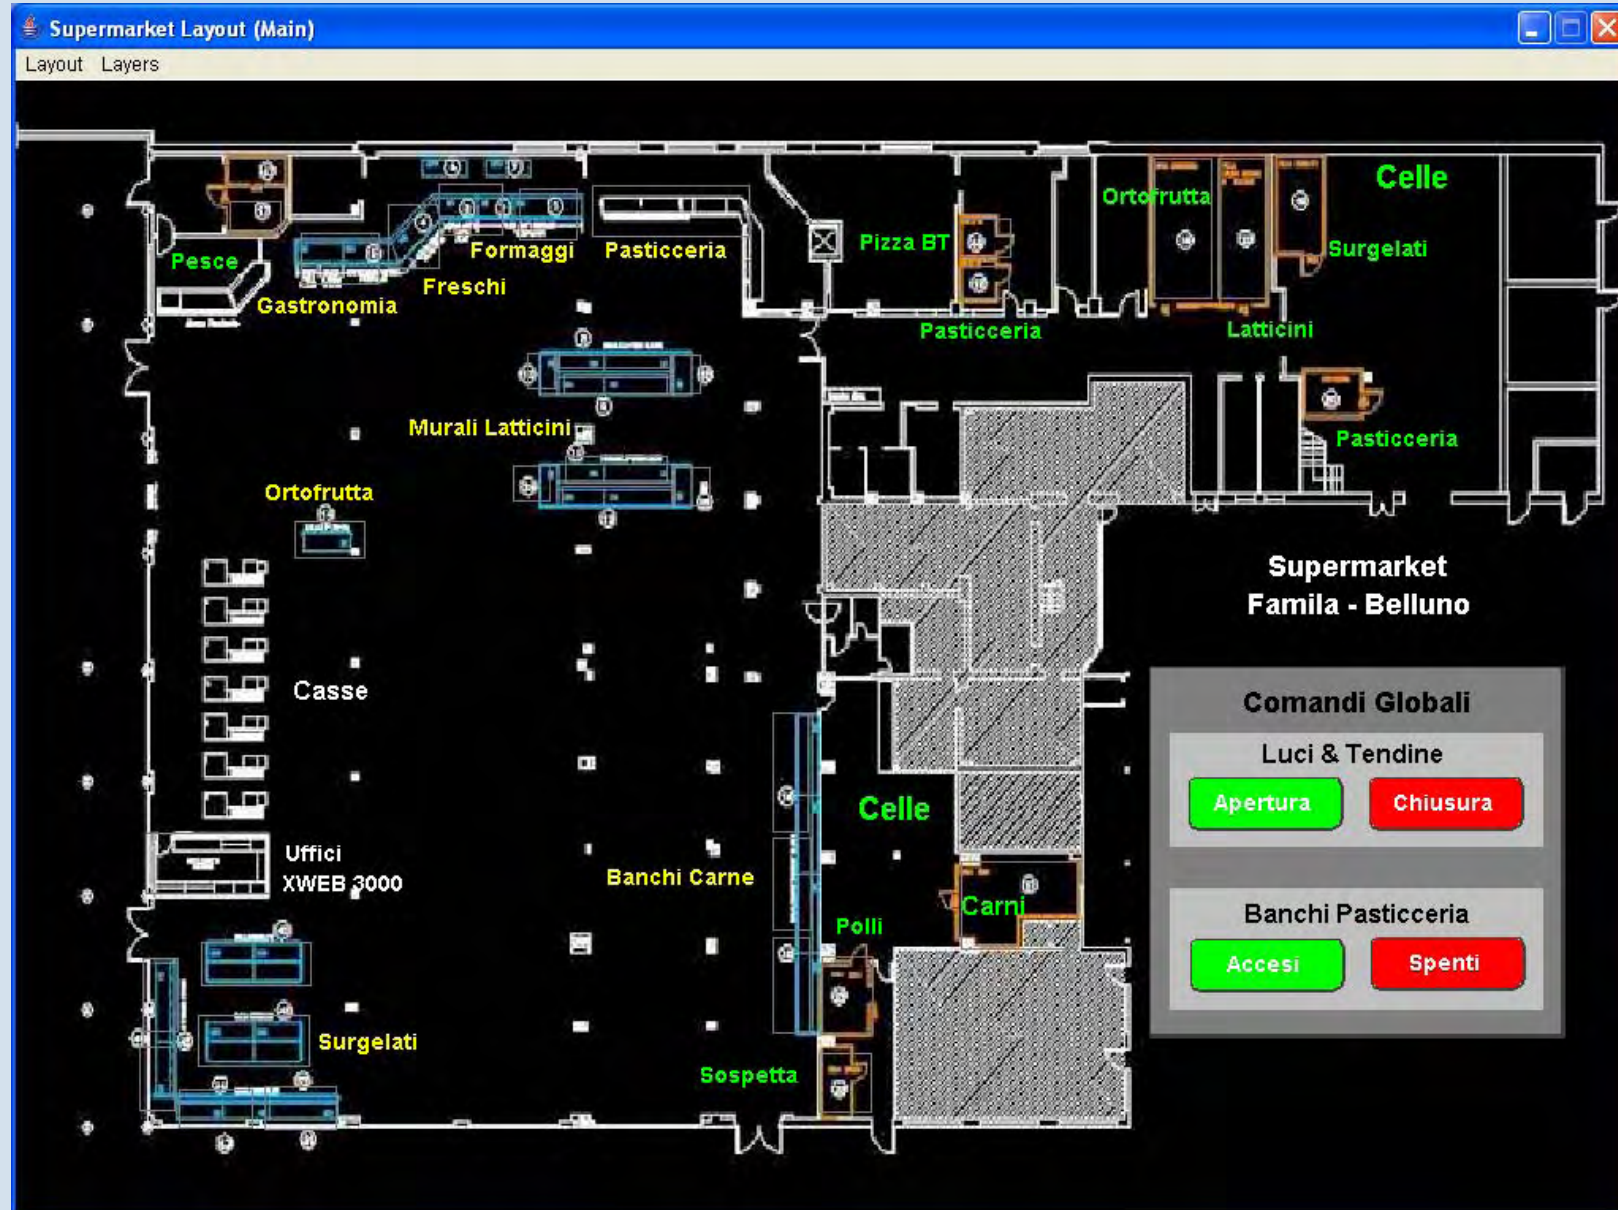 Supermarket Layout (Main)
Layout Layers
Celle
Ortofrutta
Pizza BT
Formaggi
Pasticceria
Surgelati
Pesce
Freschi
Gastronomia
Pasticceria
Latticini
Murali Latticini
Pasticceria
Ortofrutta
Supermarket
Famila - Belluno
Casse
Comandi Globali
Luci & Tendine
Apertura
Chiusura
Celle
Uffici
XWEB 3000
Banchi Carne
Carni
Polli
Banchi Pasticceria
Accesi
Spenti
Surgelati
Sospetta